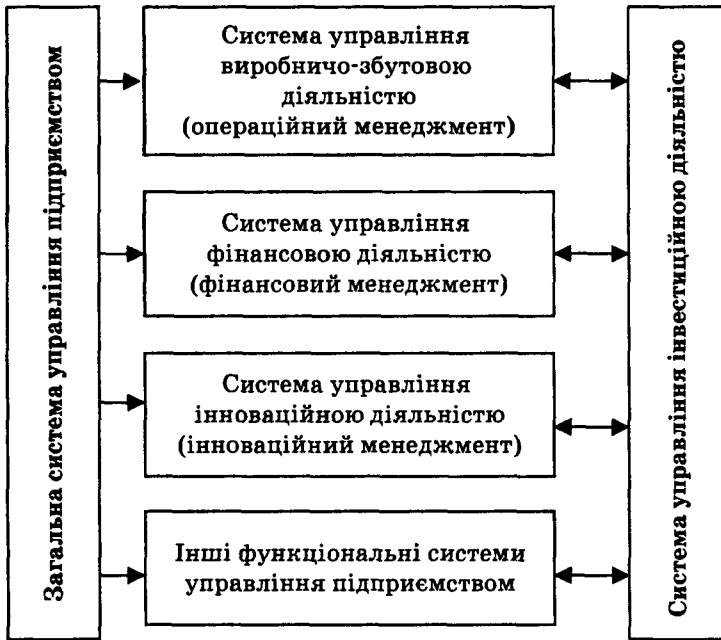 Загальна система управління підприємством
Система управління
виробничо-збутовою
діяльністю
(операційний менеджмент)
Система управління
фінансовою діяльністю
(фінансовий менеджмент)
Система управління
інноваційною діяльністю
(інноваційний менеджмент)
Інші функціональні системи
управління підприємством
Система управління інвестиційною діяльністю